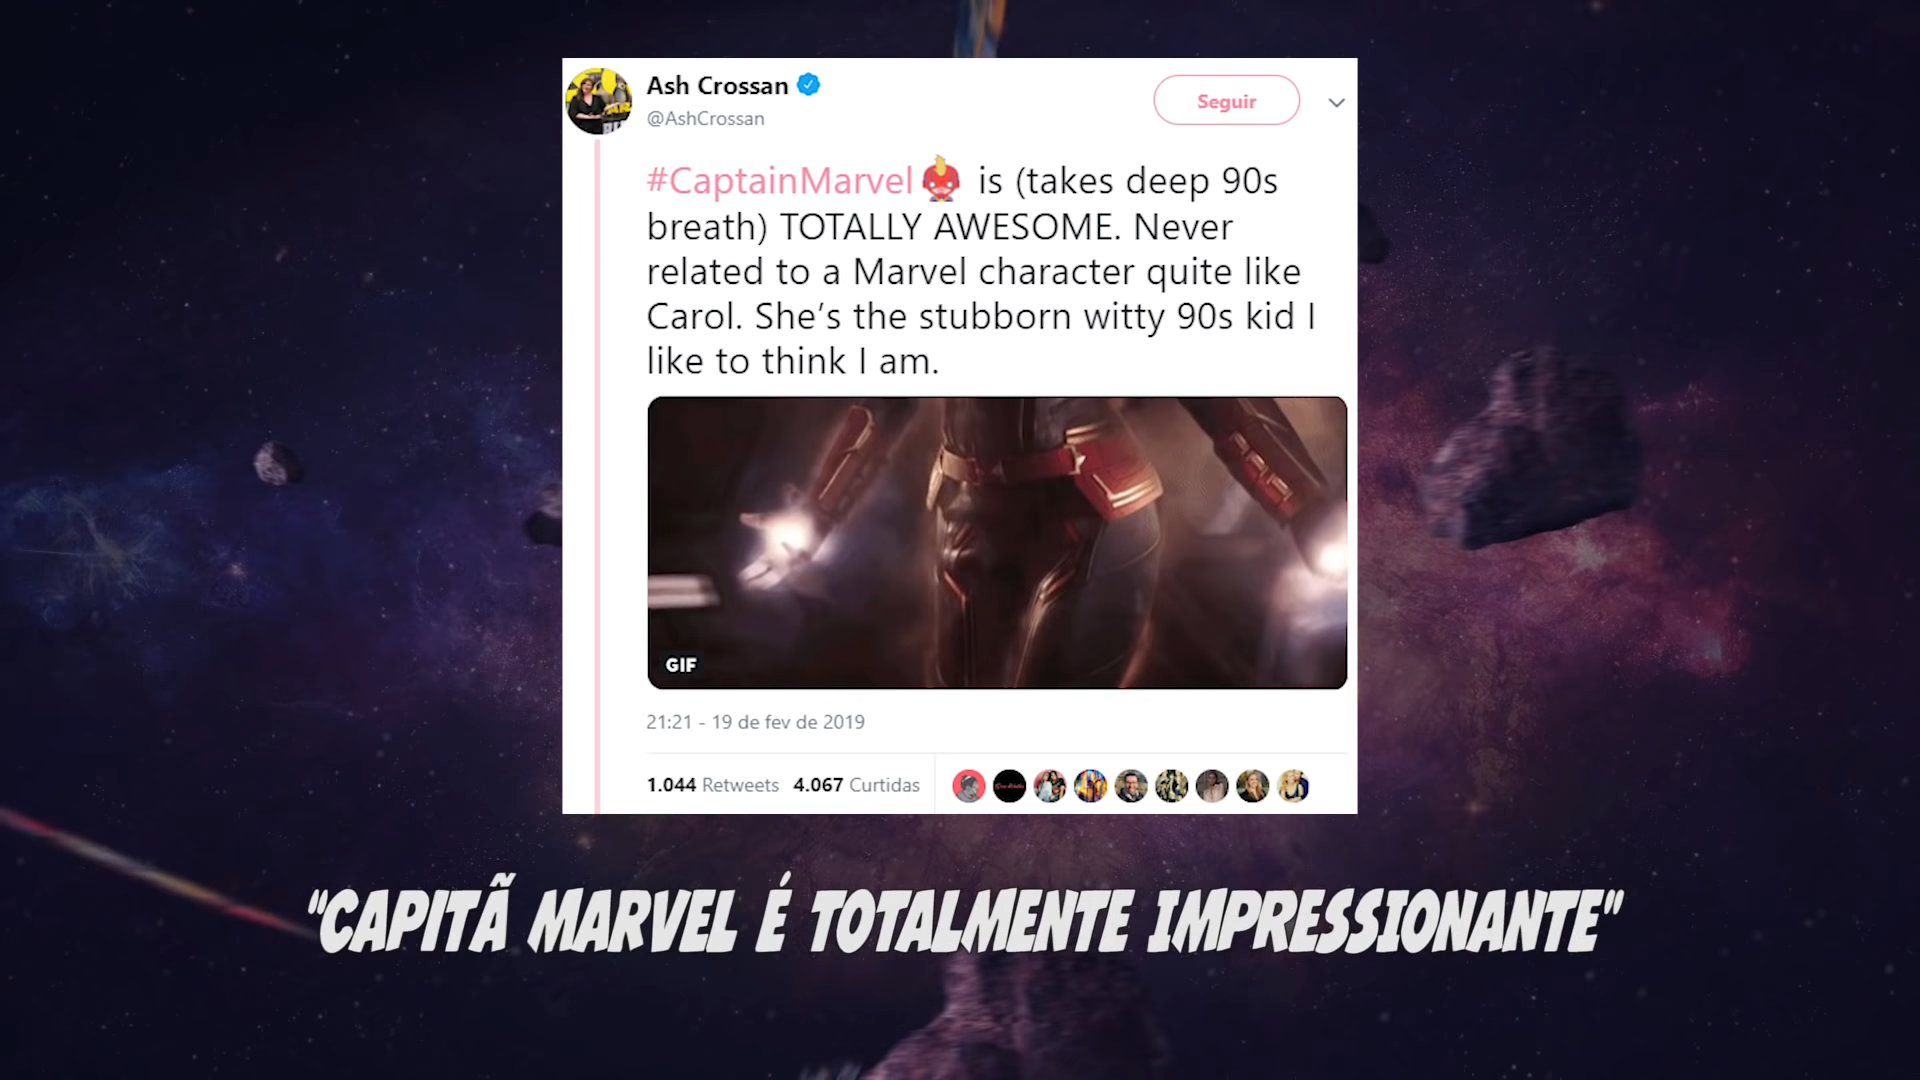 Ash Crossan
@AshCrossan
Seguir
#CaptainMarvel is (takes deep 90s
breath) TOTALLY AWESOME. Never
related to a Marvel character quite like
Carol. She’s the stubborn witty 90s kid I
like to think I am.
GIF
21:21 - 19 de fev de 2019
1.044 Retweets 4.067 Curtidas
"CAPITÃ MARVEL É TOTALMENTE IMPRESSIONANTE"